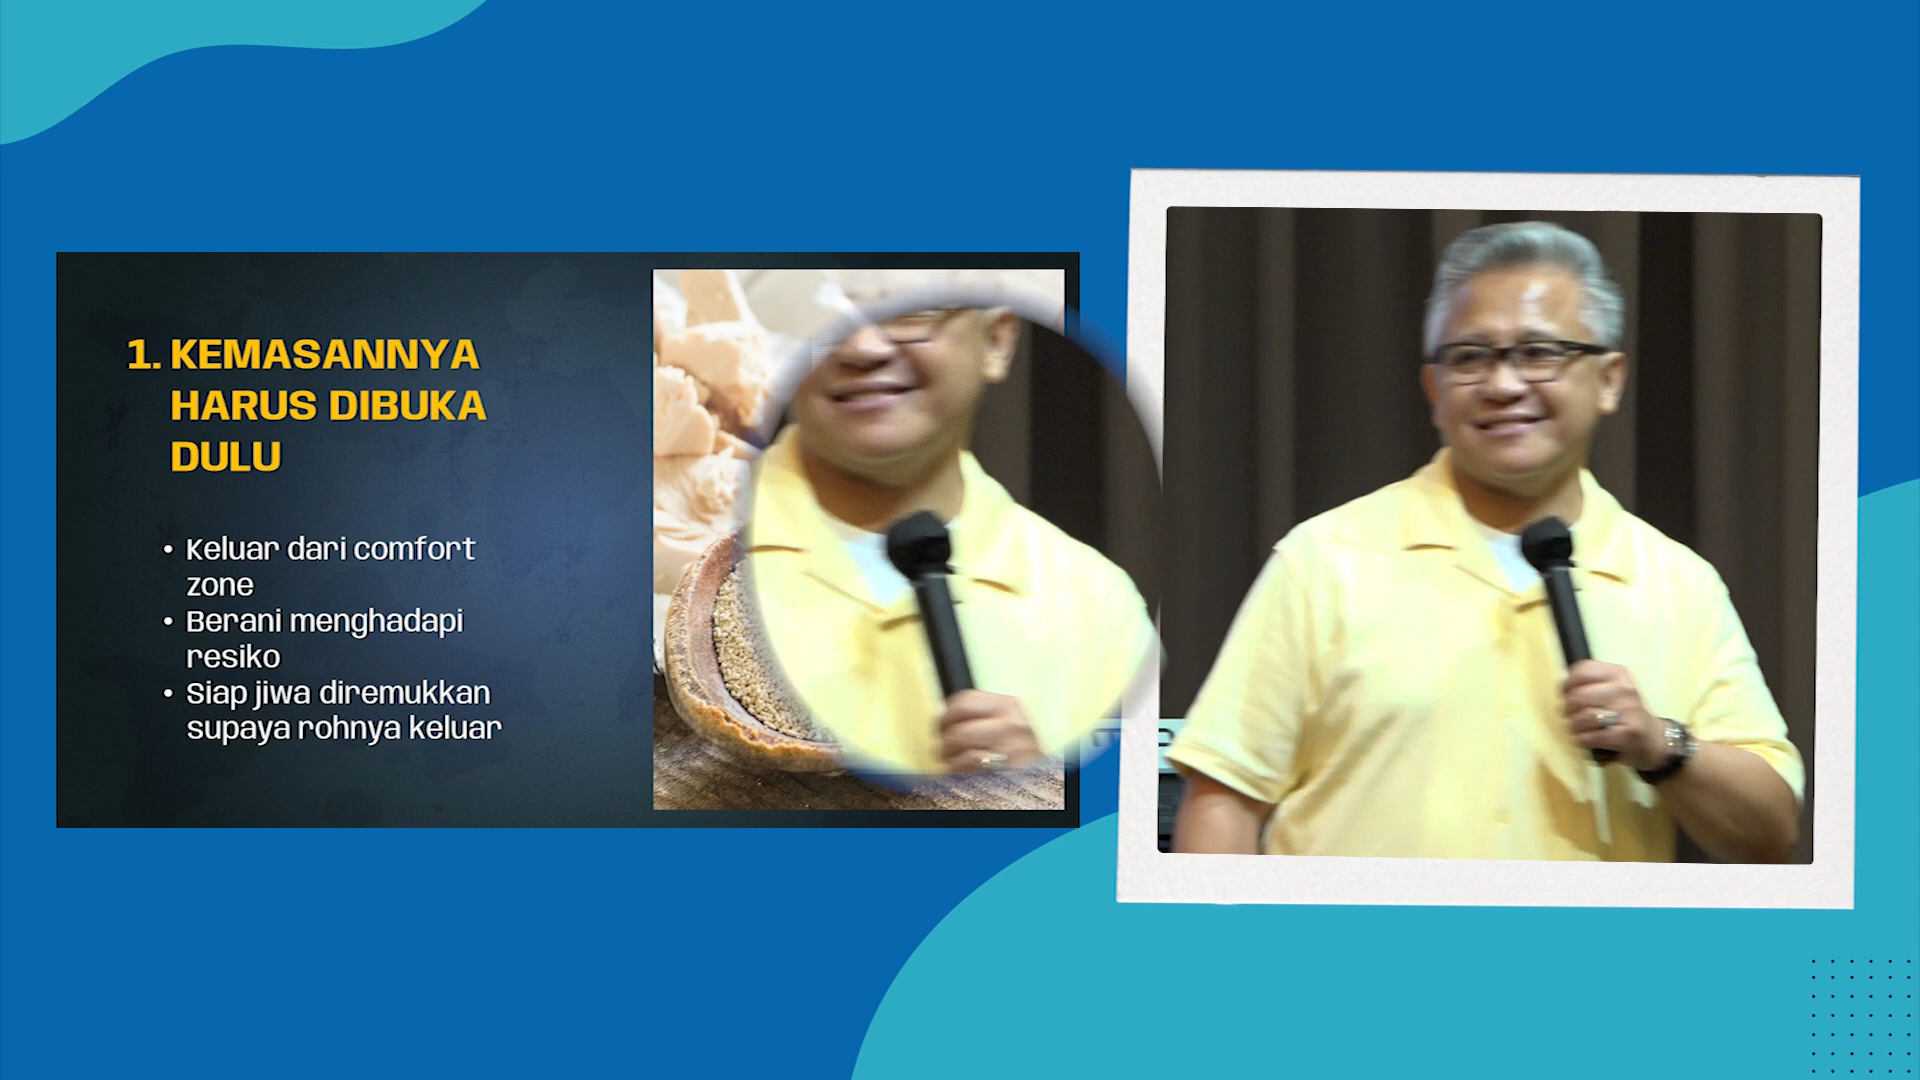 1. KEMASANNYA
HARUS DIBUKA
DULU
• Keluar dari comfort
zone
• Berani menghadapi
resiko
• Siap jiwa diremukkan
supaya rohnya keluar